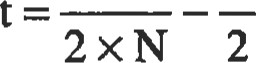 t = — / 2 × N − — / 2